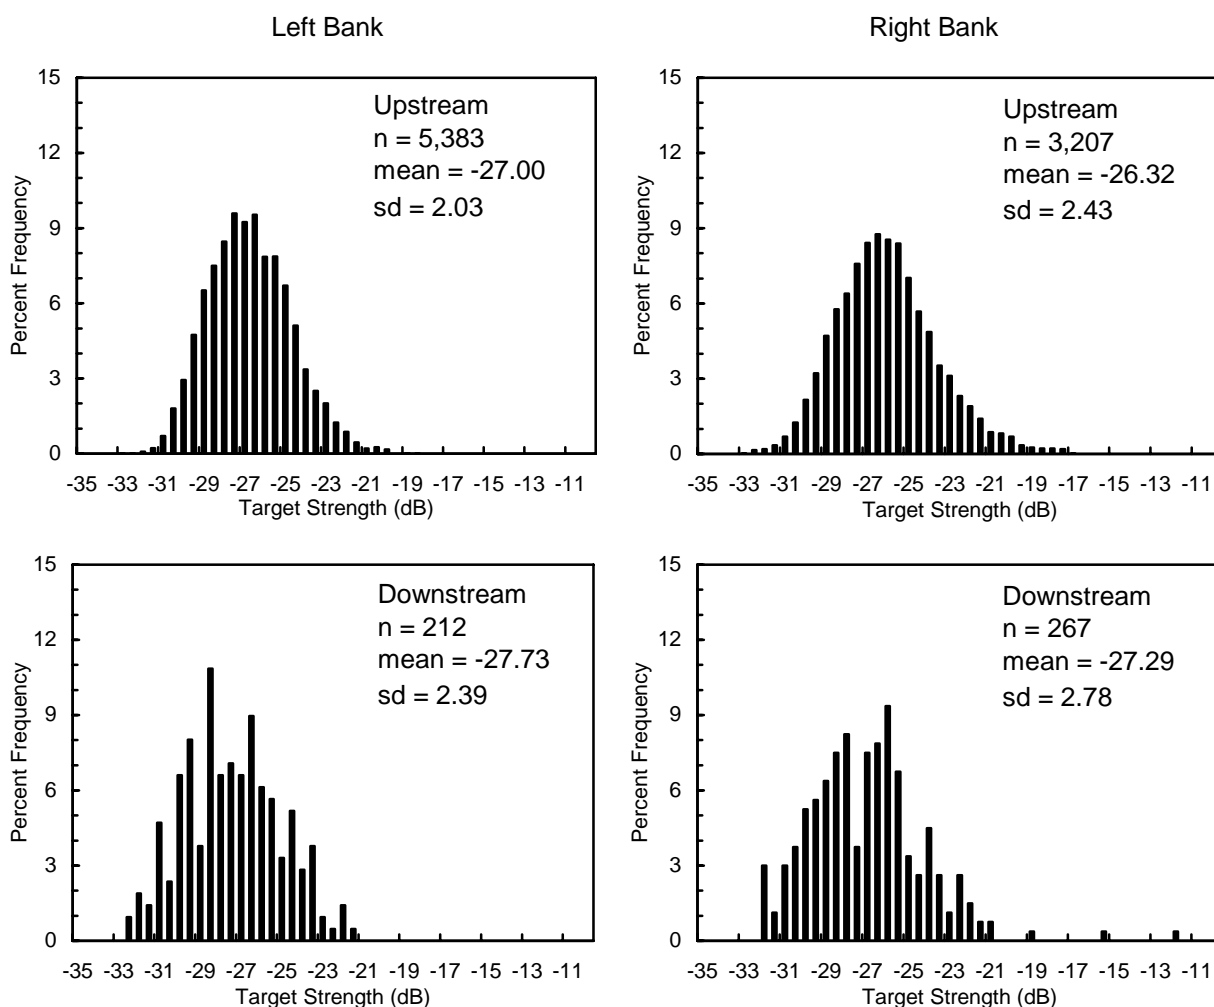 Left Bank
Right Bank
15
12
9
6
3
0
Percent Frequency
Upstream
n = 5,383
mean = -27.00
sd = 2.03
-35 -33 -31 -29 -27 -25 -23 -21 -19 -17 -15 -13 -11
Target Strength (dB)
15
12
9
6
3
0
Percent Frequency
Upstream
n = 3,207
mean = -26.32
sd = 2.43
-35 -33 -31 -29 -27 -25 -23 -21 -19 -17 -15 -13 -11
Target Strength (dB)
15
12
9
6
3
0
Percent Frequency
Downstream
n = 212
mean = -27.73
sd = 2.39
-35 -33 -31 -29 -27 -25 -23 -21 -19 -17 -15 -13 -11
Target Strength (dB)
15
12
9
6
3
0
Percent Frequency
Downstream
n = 267
mean = -27.29
sd = 2.78
-35 -33 -31 -29 -27 -25 -23 -21 -19 -17 -15 -13 -11
Target Strength (dB)